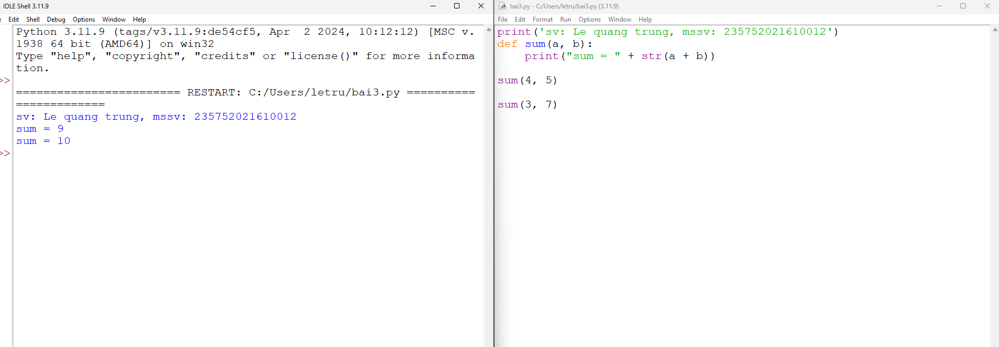 IDLE Shell 3.11.9
Edit Shell Debug Options Window Help
Python 3.11.9 (tags/v3.11.9:de54cf5, Apr  2 2024, 10:12:12) [MSC v.
1938 64 bit (AMD64)] on win32
Type "help", "copyright", "credits" or "license()" for more informa
tion.
>>
======================== RESTART: C:/Users/letru/bai3.py ==========
=============
sv: Le quang trung, mssv: 235752021610012
sum = 9
sum = 10
>>
bai3.py - C:/Users/letru/bai3.py (3.11.9)
File Edit Format Run Options Window Help
print('sv: Le quang trung, mssv: 235752021610012')
def sum(a, b):
    print("sum = " + str(a + b))
sum(4, 5)
sum(3, 7)